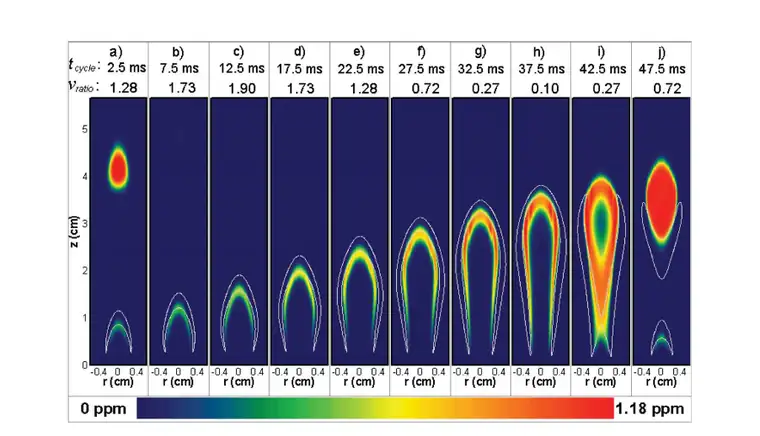 a) b) c) d) e) f) g) h) i) j)
tcycle: 2.5 ms 7.5 ms 12.5 ms 17.5 ms 22.5 ms 27.5 ms 32.5 ms 37.5 ms 42.5 ms 47.5 ms
vratio: 1.28 1.73 1.90 1.73 1.28 0.72 0.27 0.10 0.27 0.72
5
4
3
z (cm)
2
1
0
-0.4 0 0.4 -0.4 0 0.4 -0.4 0 0.4 -0.4 0 0.4 -0.4 0 0.4 -0.4 0 0.4 -0.4 0 0.4 -0.4 0 0.4 -0.4 0 0.4 -0.4 0 0.4
r (cm) r (cm) r (cm) r (cm) r (cm) r (cm) r (cm) r (cm) r (cm) r (cm)
0 ppm 1.18 ppm